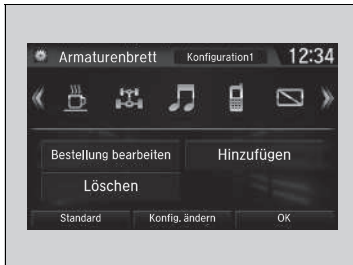 Armaturenbrett Konfiguration1 12:34
Bestellung bearbeiten Hinzufügen
Löschen
Standard Konfig. ändern OK